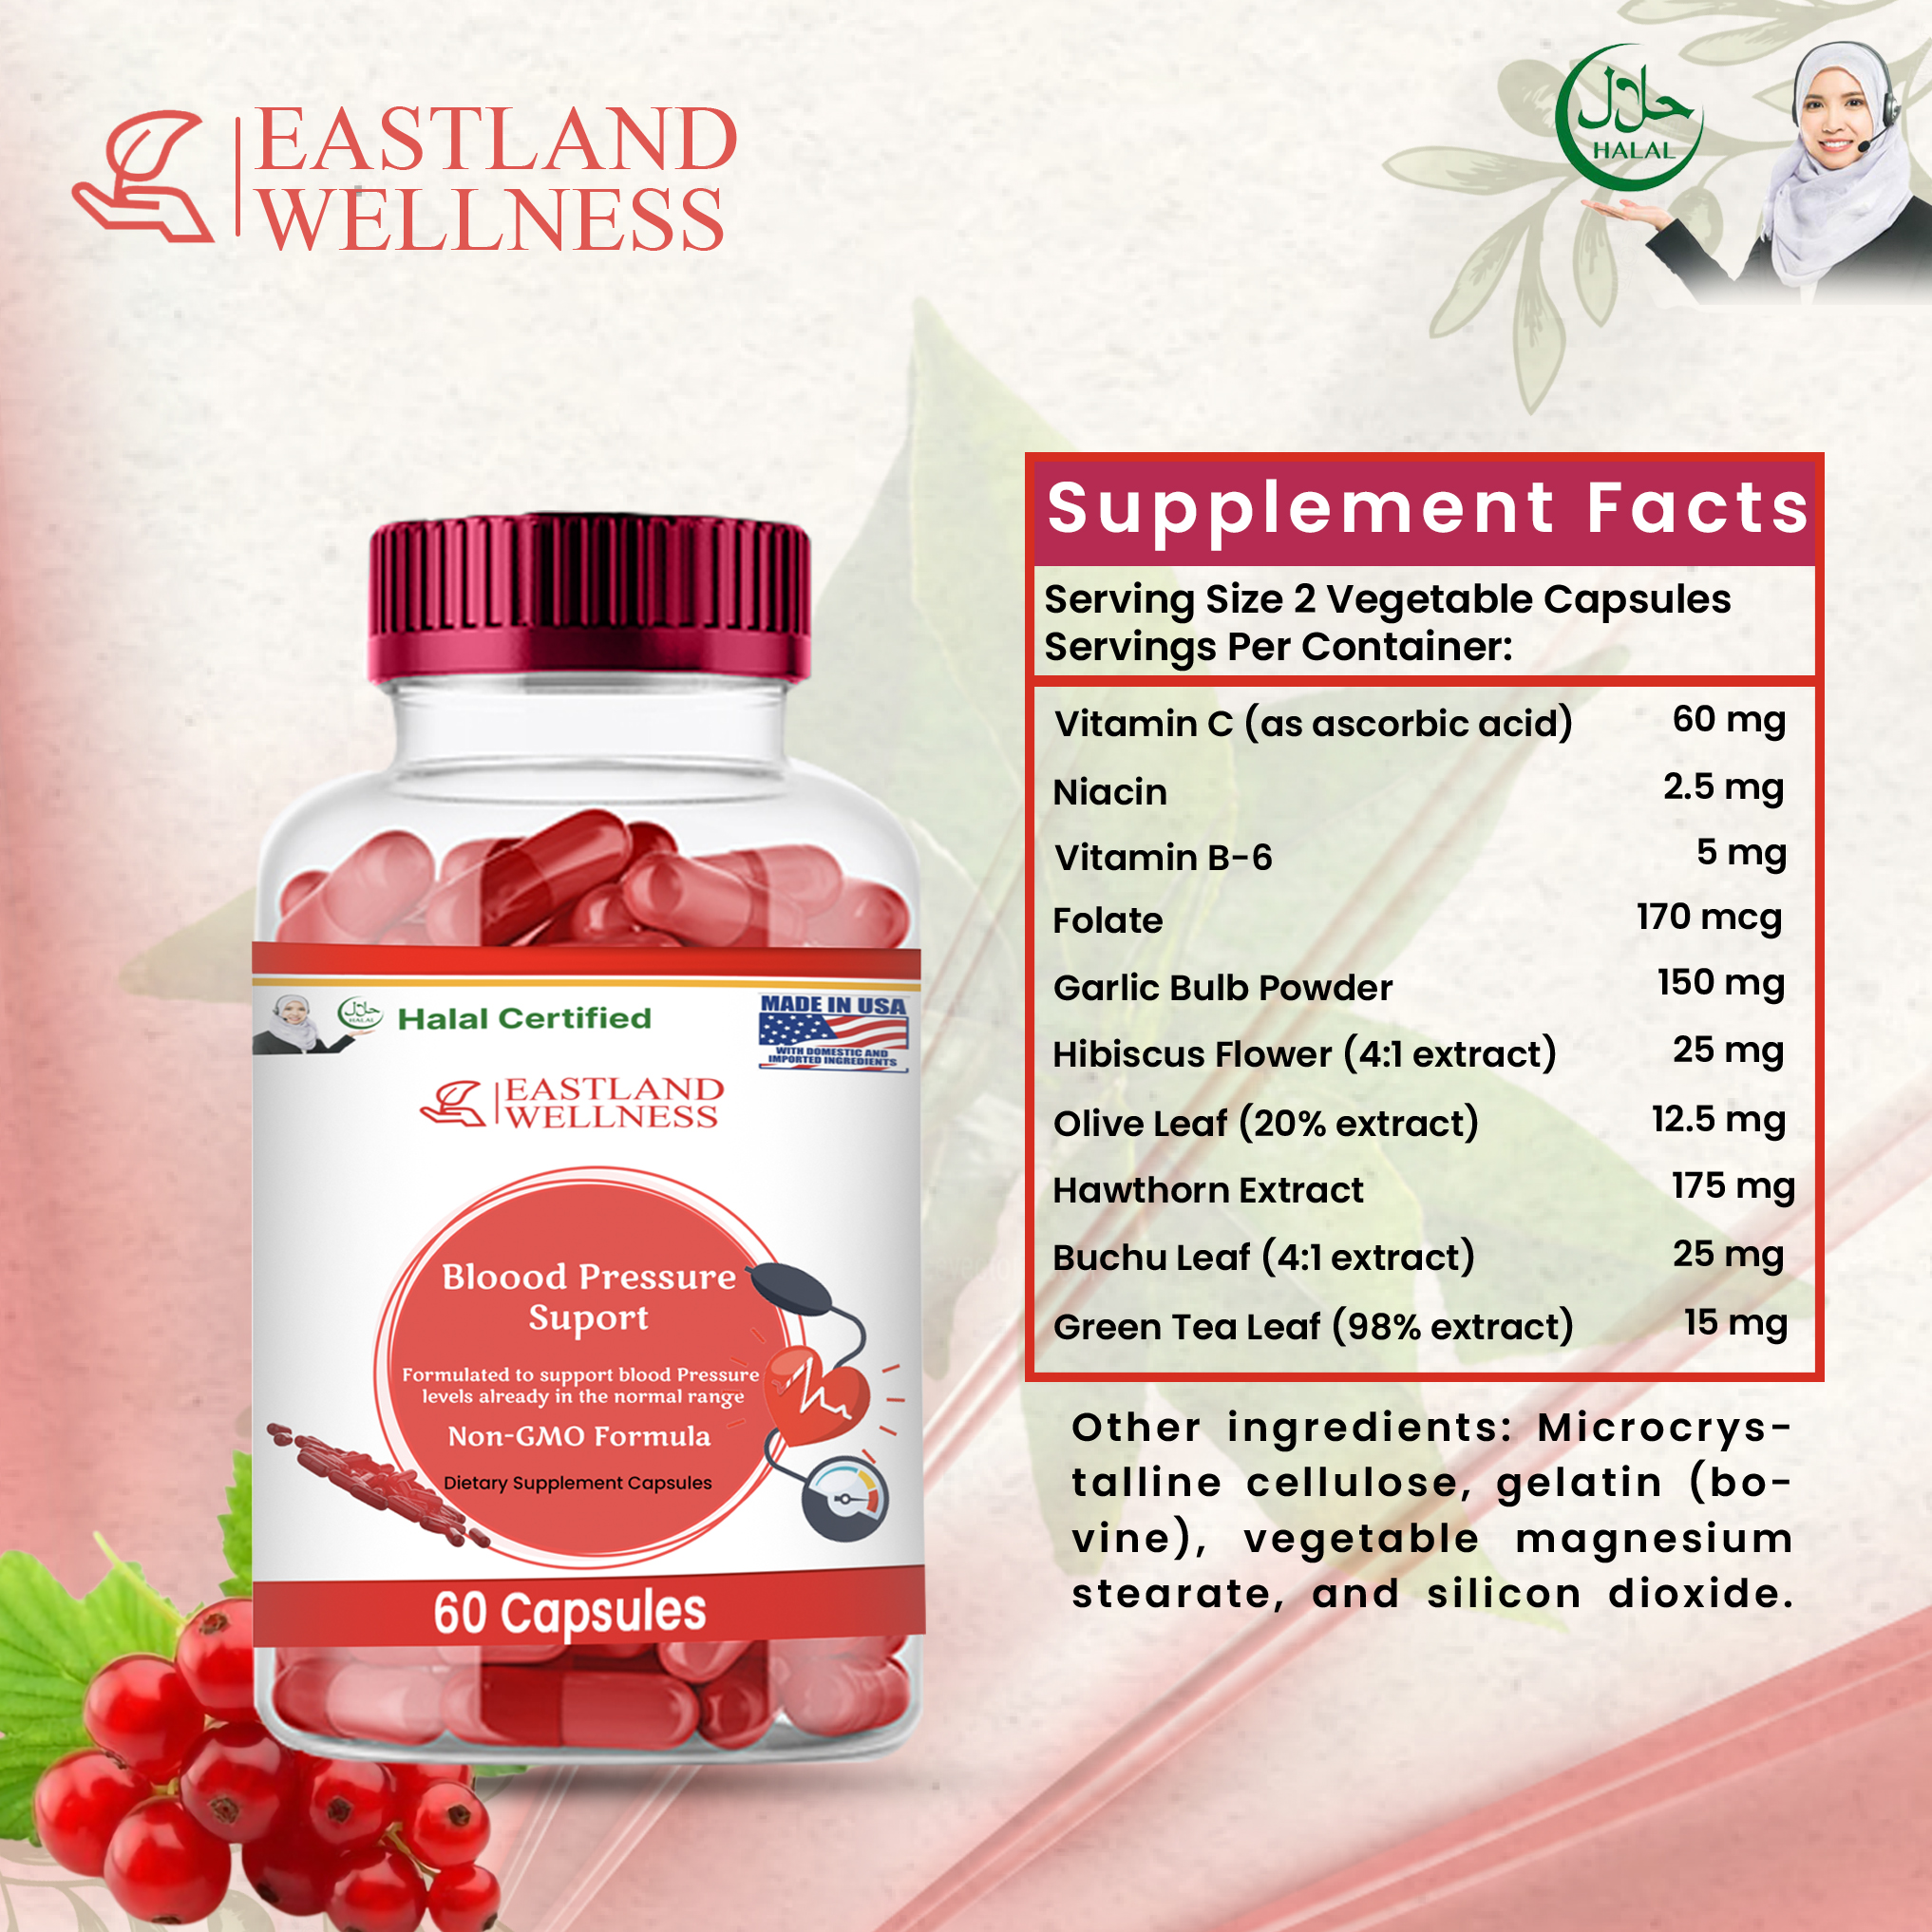 EASTLAND
WELLNESS
حلال
HALAL
Supplement Facts
Serving Size 2 Vegetable Capsules
Servings Per Container:
Vitamin C (as ascorbic acid) 60 mg
Niacin 2.5 mg
Vitamin B-6 5 mg
Folate 170 mcg
Garlic Bulb Powder 150 mg
Hibiscus Flower (4:1 extract) 25 mg
Olive Leaf (20% extract) 12.5 mg
Hawthorn Extract 175 mg
Buchu Leaf (4:1 extract) 25 mg
Green Tea Leaf (98% extract) 15 mg
Other ingredients: Microcrys-
talline cellulose, gelatin (bo-
vine), vegetable magnesium
stearate, and silicon dioxide.
حلال
HALAL
Halal Certified
MADE IN USA
WITH DOMESTIC AND
IMPORTED INGREDIENTS
EASTLAND
WELLNESS
Bloood Pressure
Suport
Formulated to support blood Pressure
levels already in the normal range
Non-GMO Formula
Dietary Supplement Capsules
60 Capsules